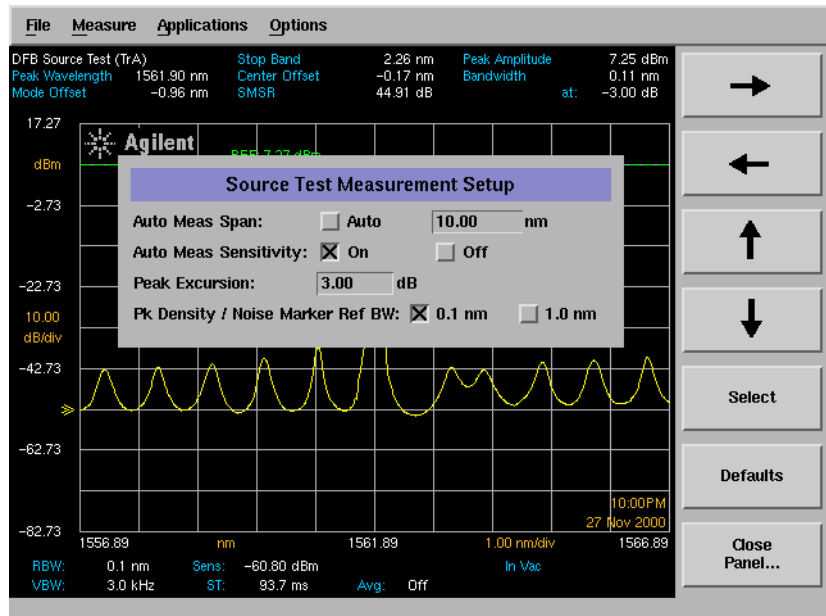 File Measure Applications Options
DFB Source Test (TrA) Stop Band 2.26 nm Peak Amplitude 7.25 dBm
Peak Wavelength 1561.90 nm Center Offset -0.17 nm Bandwidth 0.11 nm
Mode Offset -0.96 nm SMSR 44.91 dB at: -3.00 dB
17.27
Agilent
REF: 7.27 dBm
dBm
Source Test Measurement Setup
-2.73
Auto Meas Span: Auto 10.00 nm
Auto Meas Sensitivity: On Off
-22.73
Peak Excursion: 3.00 dB
10.00
Pk Density / Noise Marker Ref BW: 0.1 nm 1.0 nm
dB/div
-42.73
-62.73
10:00PM
27 Nov 2000
-82.73
1556.89 nm 1561.89 1.00 nm/div 1566.89
RBW: 0.1 nm Sens: -60.80 dBm In Vac
VBW: 3.0 kHz ST: 93.7 ms Avg: Off
Select
Defaults
Close
Panel...